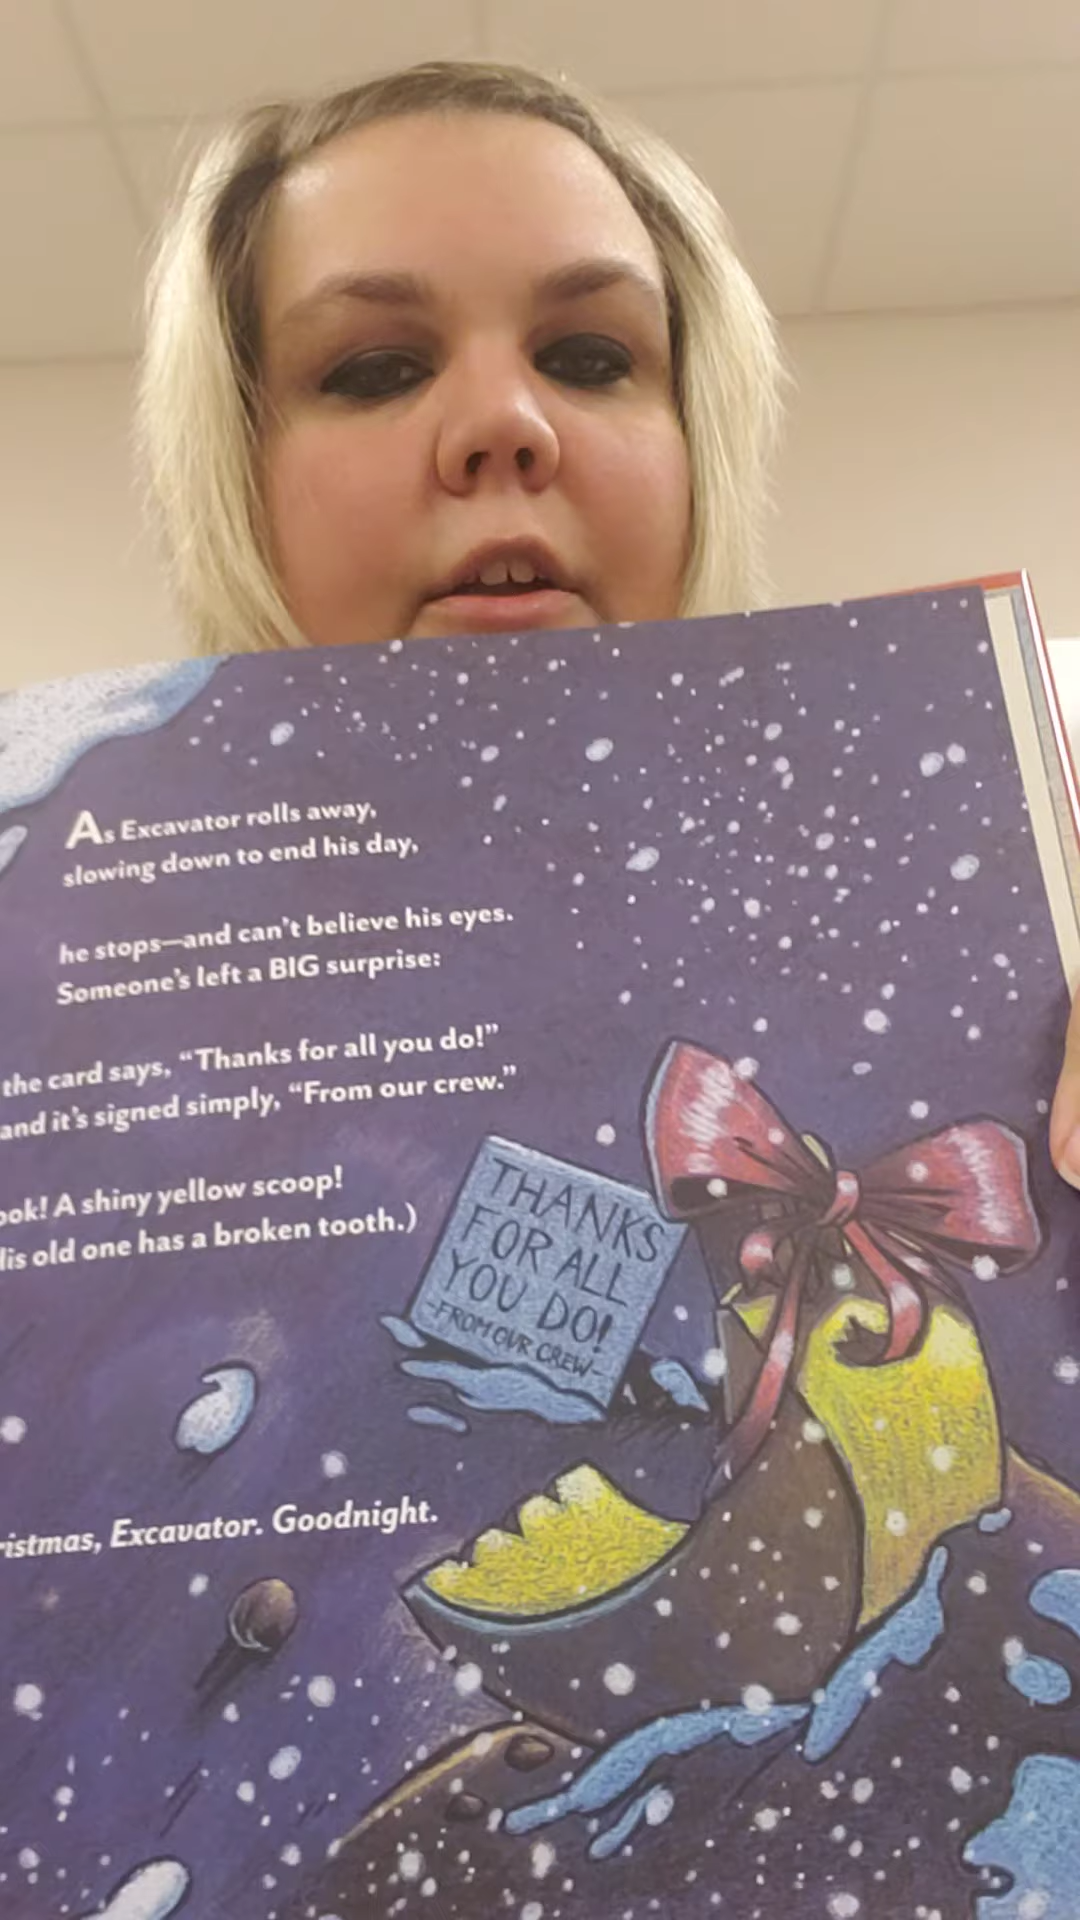 As Excavator rolls away,
slowing down to end his day,
he stops—and can't believe his eyes.
Someone's left a BIG surprise:
the card says, “Thanks for all you do!”
and it's signed simply, “From our crew.”
ook! A shiny yellow scoop!
His old one has a broken tooth.)
ristmas, Excavator. Goodnight.
THANKS
FOR ALL
YOU DO!
-FROM OUR CREW-